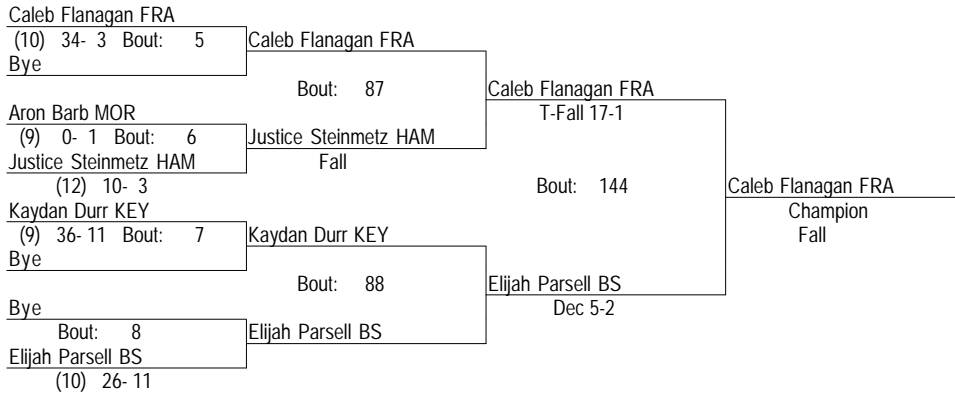 Caleb Flanagan FRA
(10) 34- 3 Bout: 5
Caleb Flanagan FRA
Bye
Bout: 87
Caleb Flanagan FRA
T-Fall 17-1
Aron Barb MOR
(9) 0- 1 Bout: 6
Justice Steinmetz HAM
Justice Steinmetz HAM
Fall
(12) 10- 3
Bout: 144
Caleb Flanagan FRA
Champion
Fall
Kaydan Durr KEY
(9) 36- 11 Bout: 7
Kaydan Durr KEY
Bye
Bout: 88
Elijah Parsell BS
Dec 5-2
Bye
Bout: 8
Elijah Parsell BS
Elijah Parsell BS
(10) 26- 11